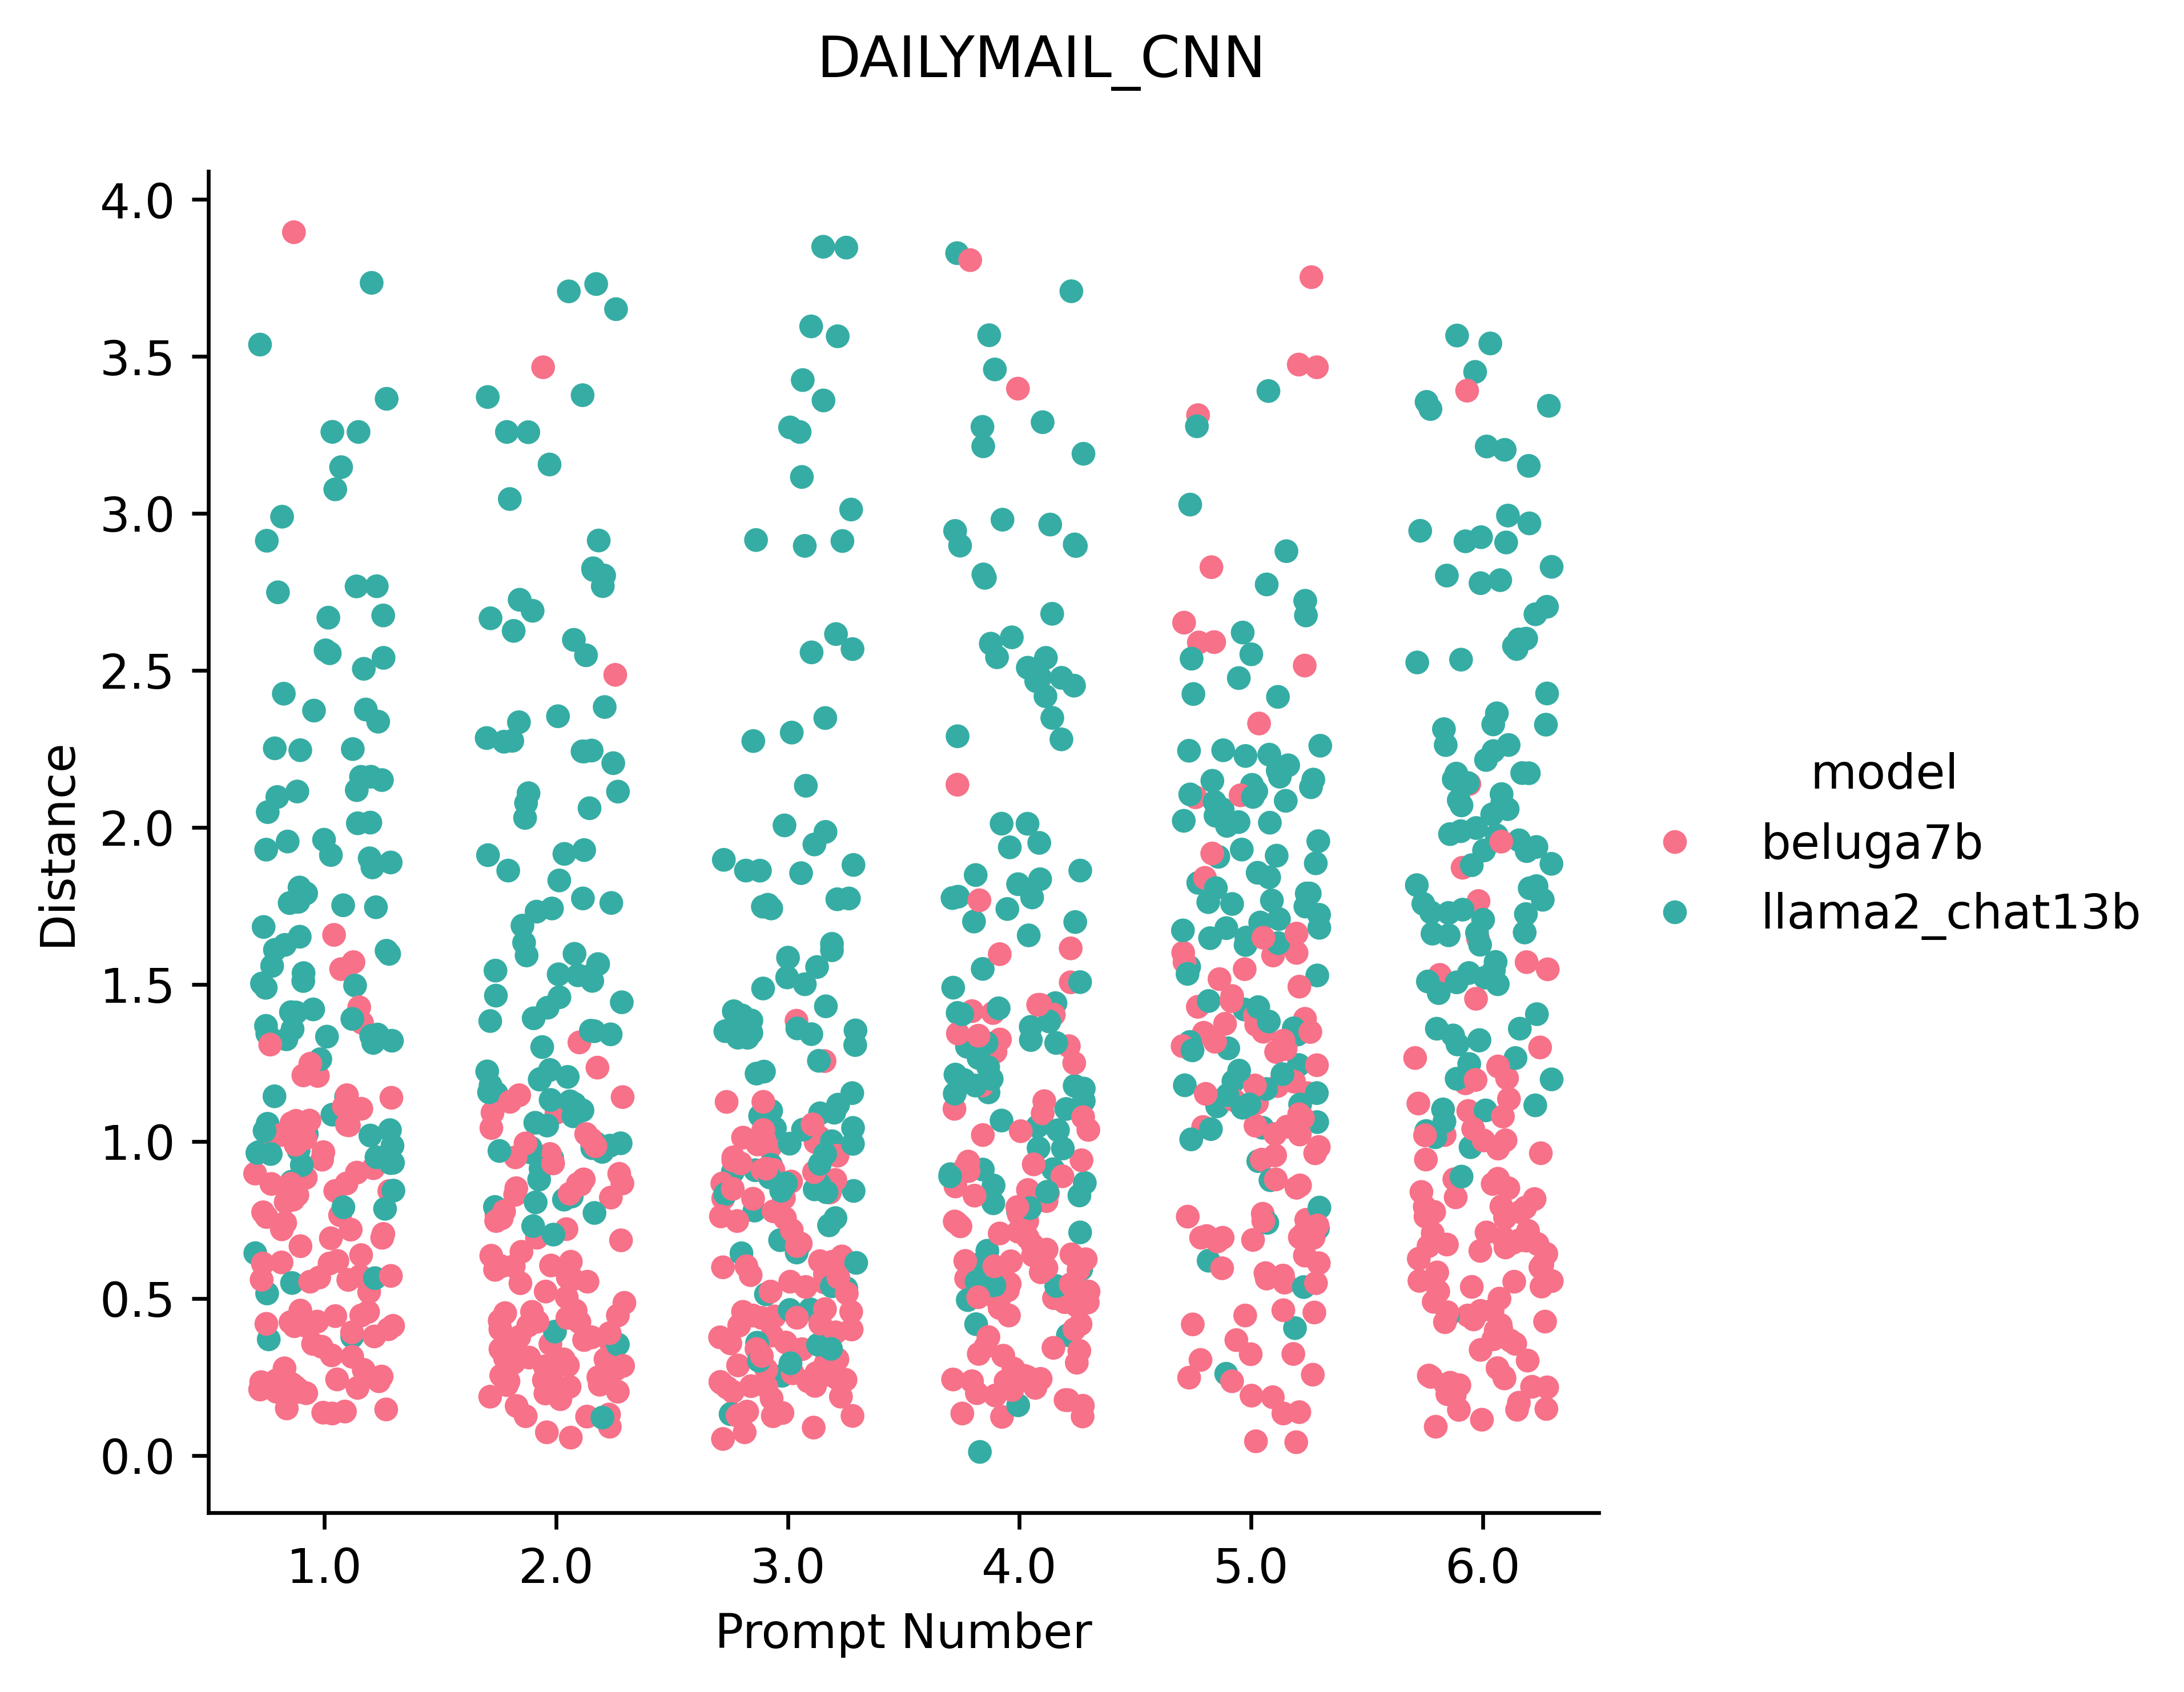 DAILYMAIL_CNN
4.0
3.5
3.0
2.5
2.0
1.5
1.0
0.5
0.0
Distance
1.0 2.0 3.0 4.0 5.0 6.0
Prompt Number
model
beluga7b
llama2_chat13b